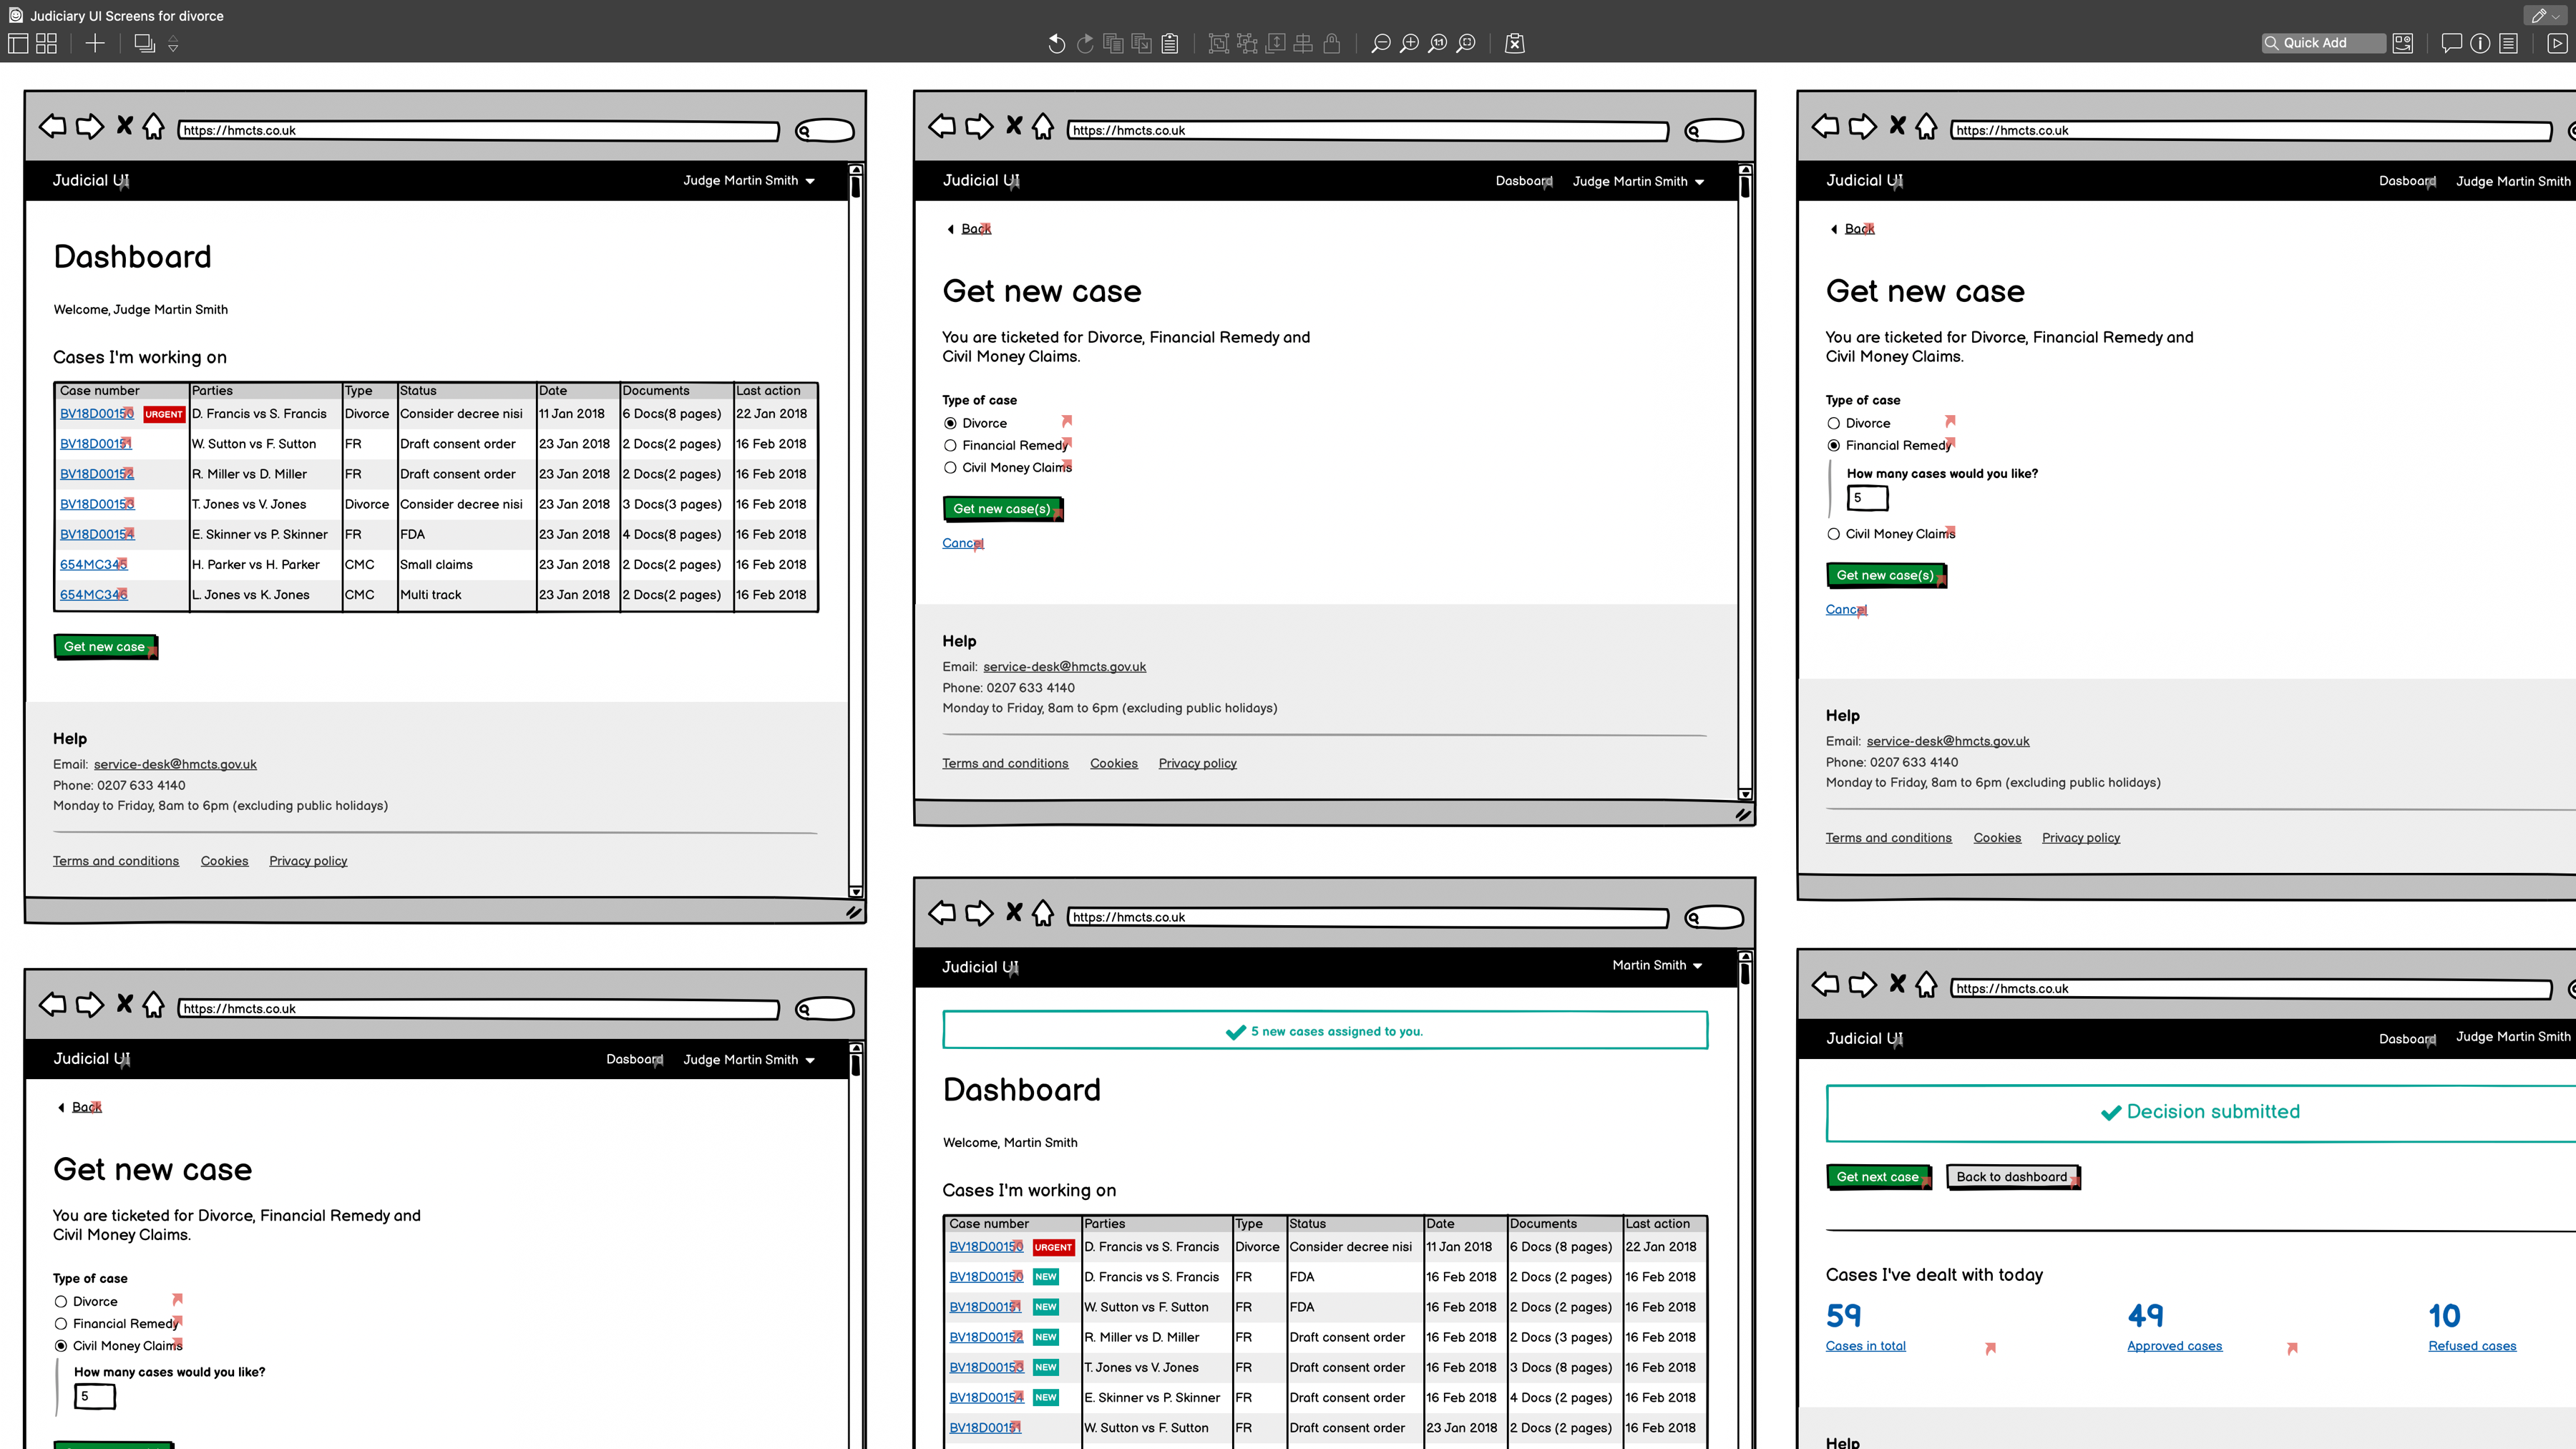 Judiciary UI Screens for divorce
Quick Add
https://hmcts.co.uk
Judicial UI
Judge Martin Smith
Dashboard
Welcome, Judge Martin Smith
Cases I'm working on
Case number Parties Type Status Date Documents Last action
BV18D00150 URGENT D. Francis vs S. Francis Divorce Consider decree nisi 11 Jan 2018 6 Docs(8 pages) 22 Jan 2018
BV18D00151 W. Sutton vs F. Sutton FR Draft consent order 23 Jan 2018 2 Docs(2 pages) 16 Feb 2018
BV18D00152 R. Miller vs D. Miller FR Draft consent order 23 Jan 2018 2 Docs(2 pages) 16 Feb 2018
BV18D00153 T. Jones vs V. Jones Divorce Consider decree nisi 23 Jan 2018 3 Docs(3 pages) 16 Feb 2018
BV18D00154 E. Skinner vs P. Skinner FR FDA 23 Jan 2018 4 Docs(8 pages) 16 Feb 2018
654MC345 H. Parker vs H. Parker CMC Small claims 23 Jan 2018 2 Docs(2 pages) 16 Feb 2018
654MC346 L. Jones vs K. Jones CMC Multi track 23 Jan 2018 2 Docs(2 pages) 16 Feb 2018
Get new case
Help
Email: service-desk@hmcts.gov.uk
Phone: 0207 633 4140
Monday to Friday, 8am to 6pm (excluding public holidays)
Terms and conditions Cookies Privacy policy
https://hmcts.co.uk
Judicial UI
Dasboard Judge Martin Smith
Back
Get new case
You are ticketed for Divorce, Financial Remedy and
Civil Money Claims.
Type of case
Divorce
Financial Remedy
Civil Money Claims
Get new case(s)
Cancel
Help
Email: service-desk@hmcts.gov.uk
Phone: 0207 633 4140
Monday to Friday, 8am to 6pm (excluding public holidays)
Terms and conditions Cookies Privacy policy
https://hmcts.co.uk
Judicial UI
Dasboard Judge Martin Smith
Back
Get new case
You are ticketed for Divorce, Financial Remedy and
Civil Money Claims.
Type of case
Divorce
Financial Remedy
How many cases would you like?
5
Civil Money Claims
Get new case(s)
Cancel
Help
Email: service-desk@hmcts.gov.uk
Phone: 0207 633 4140
Monday to Friday, 8am to 6pm (excluding public holidays)
Terms and conditions Cookies Privacy policy
https://hmcts.co.uk
Judicial UI
Dasboard Judge Martin Smith
Back
Get new case
You are ticketed for Divorce, Financial Remedy and
Civil Money Claims.
Type of case
Divorce
Financial Remedy
Civil Money Claims
How many cases would you like?
5
https://hmcts.co.uk
Judicial UI
Martin Smith
5 new cases assigned to you.
Dashboard
Welcome, Martin Smith
Cases I'm working on
Case number Parties Type Status Date Documents Last action
BV18D00150 URGENT D. Francis vs S. Francis Divorce Consider decree nisi 11 Jan 2018 6 Docs (8 pages) 22 Jan 2018
BV18D00150 NEW D. Francis vs S. Francis FR FDA 16 Feb 2018 2 Docs (2 pages) 16 Feb 2018
BV18D00151 NEW W. Sutton vs F. Sutton FR FDA 16 Feb 2018 2 Docs (2 pages) 16 Feb 2018
BV18D00152 NEW R. Miller vs D. Miller FR Draft consent order 16 Feb 2018 2 Docs (3 pages) 16 Feb 2018
BV18D00153 NEW T. Jones vs V. Jones FR Draft consent order 16 Feb 2018 3 Docs (8 pages) 16 Feb 2018
BV18D00154 NEW E. Skinner vs P. Skinner FR Draft consent order 16 Feb 2018 4 Docs (2 pages) 16 Feb 2018
BV18D00151 W. Sutton vs F. Sutton FR Draft consent order 23 Jan 2018 2 Docs (2 pages) 16 Feb 2018
https://hmcts.co.uk
Judicial UI
Dasboard Judge Martin Smith
Decision submitted
Get next case Back to dashboard
Cases I've dealt with today
59 49 10
Cases in total Approved cases Refused cases
Help